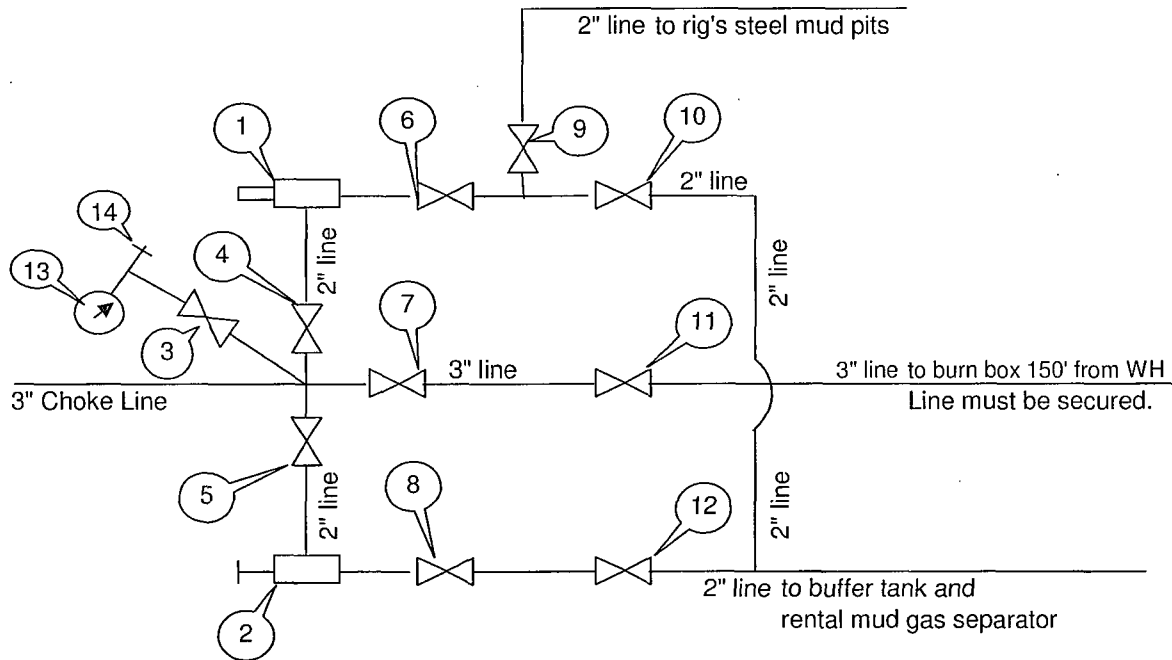 2" line to rig's steel mud pits
1
6
9
10
2" line
14
13
4
2" line
2" line
3
7
11
3" line
3" line to burn box 150' from WH
3" Choke Line
Line must be secured.
5
8
12
2" line
2" line
2
2" line to buffer tank and
rental mud gas separator